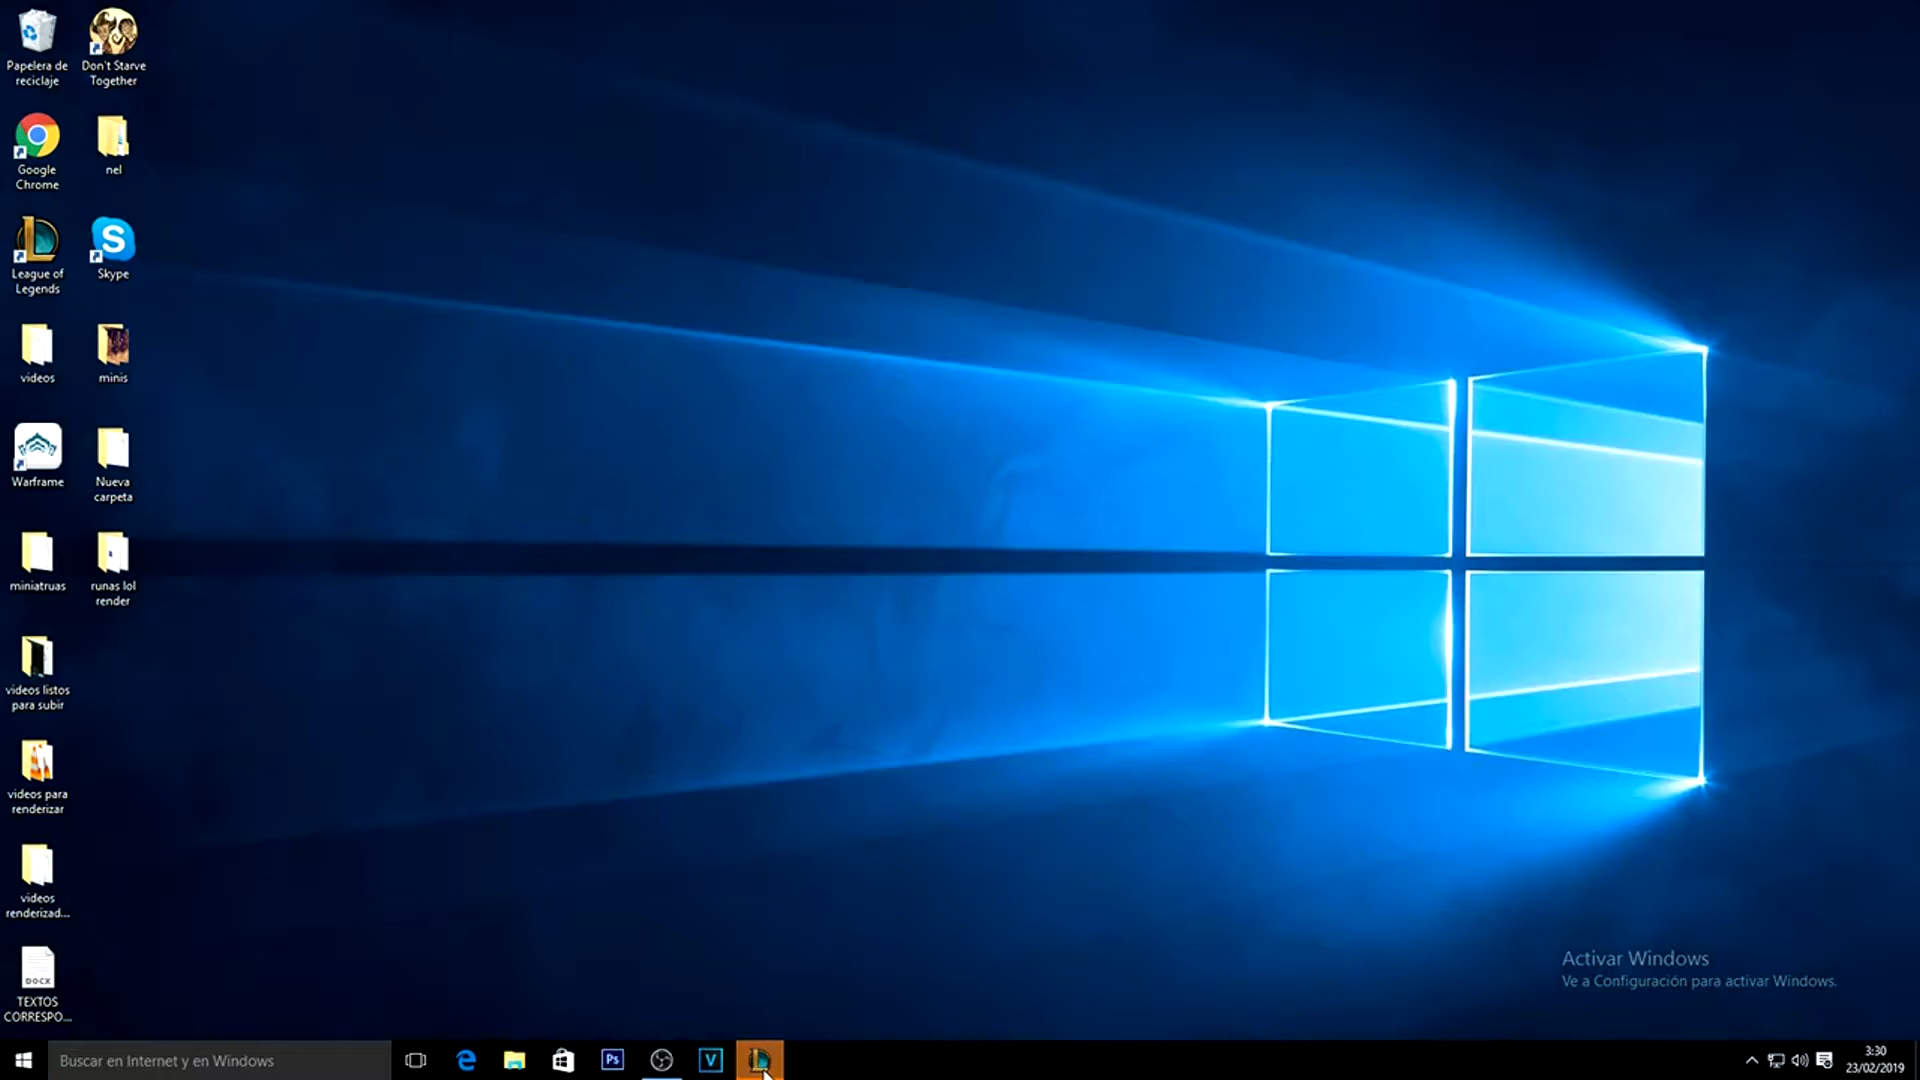 Papelera de
reciclaje
Don't Starve
Together
Google
Chrome
nel
League of
Legends
Skype
videos
minis
Warframe
Nueva
carpeta
miniatruas
runas lol
render
videos listos
para subir
videos para
renderizar
videos
renderizad...
DOCX
TEXTOS
CORRESPO...
Activar Windows
Ve a Configuración para activar Windows.
Buscar en Internet y en Windows
Ps
V
3:30
23/02/2019